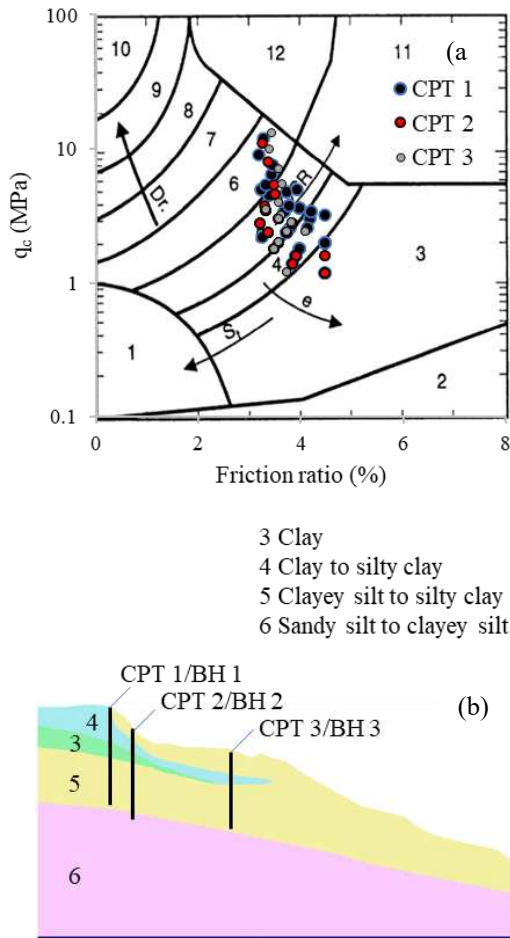 100
10
12
11
(a
9
CPT 1
8
CPT 2
7
10
CPT 3
6
R
Dr.
qc (MPa)
4
3
1
e
St
1
2
0.1
0
2
4
6
8
Friction ratio (%)
3 Clay
4 Clay to silty clay
5 Clayey silt to silty clay
6 Sandy silt to clayey silt
CPT 1/BH 1
CPT 2/BH 2
(b)
CPT 3/BH 3
4
3
5
6